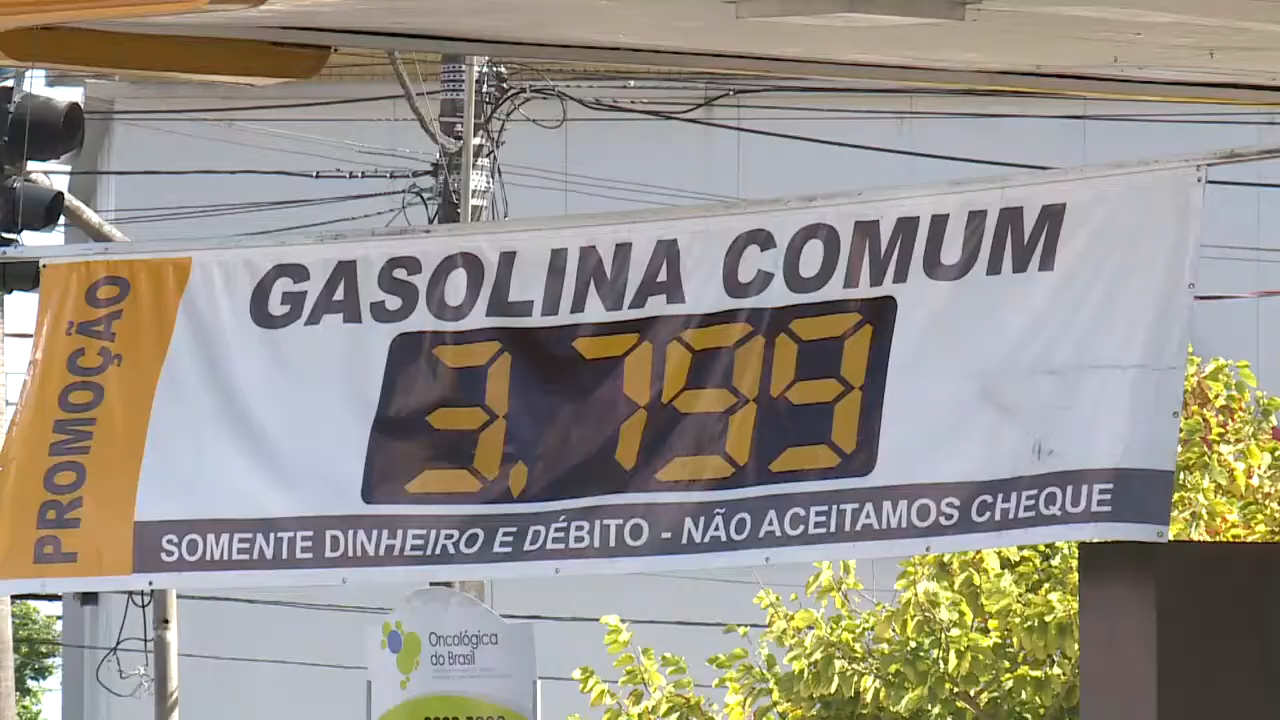 PROMOÇÃO
GASOLINA COMUM
3,799
SOMENTE DINHEIRO E DÉBITO - NÃO ACEITAMOS CHEQUE
Oncológica
do Brasil